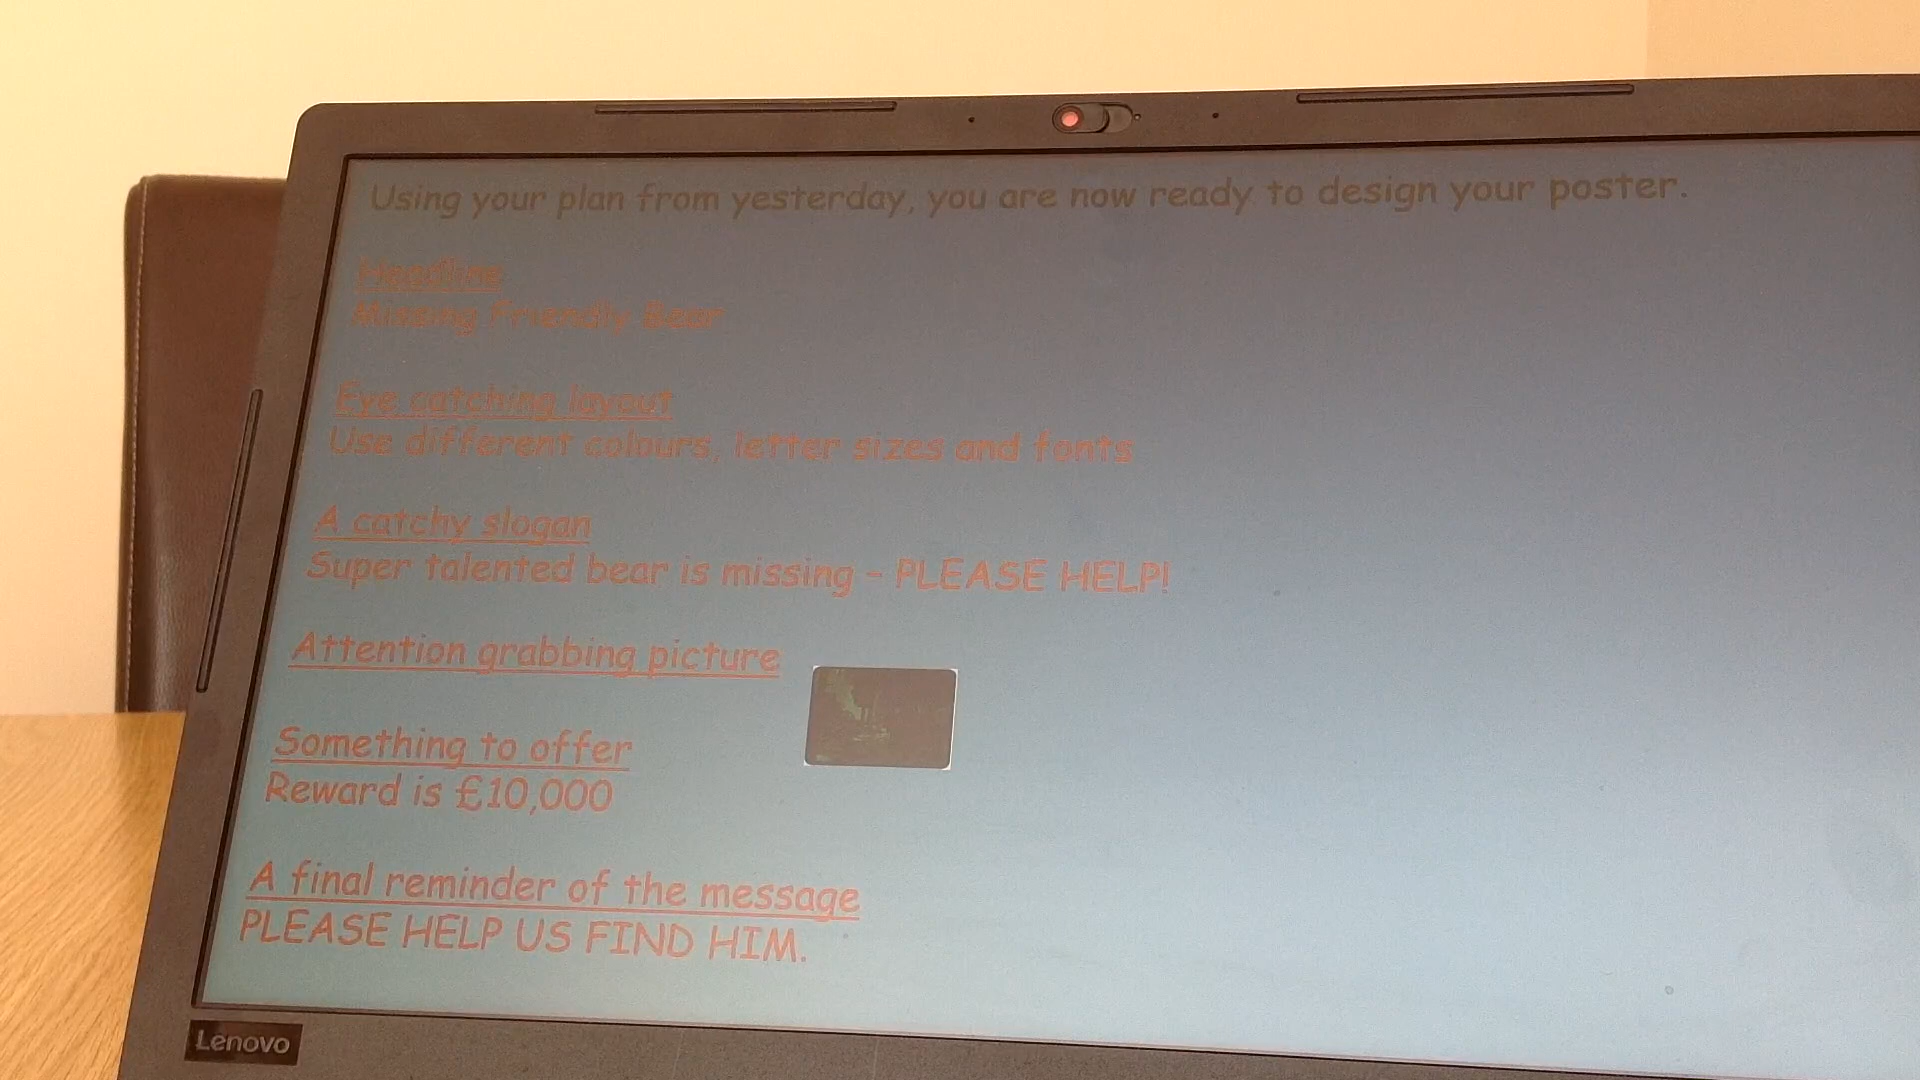 Using your plan from yesterday, you are now ready to design your poster.
Headline
Missing Friendly Bear
Eye catching layout
Use different colours, letter sizes and fonts
A catchy slogan
Super talented bear is missing – PLEASE HELP!
Attention grabbing picture
Something to offer
Reward is £10,000
A final reminder of the message
PLEASE HELP US FIND HIM.
Lenovo